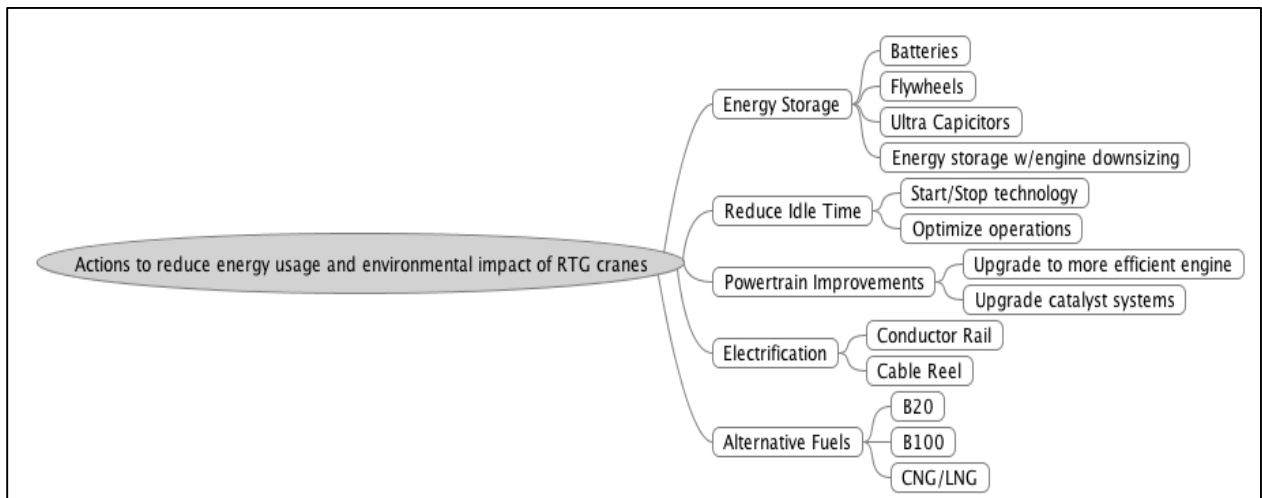 Actions to reduce energy usage and environmental impact of RTG cranes
Energy Storage
Batteries
Flywheels
Ultra Capicitors
Energy storage w/engine downsizing
Reduce Idle Time
Start/Stop technology
Optimize operations
Powertrain Improvements
Upgrade to more efficient engine
Upgrade catalyst systems
Electrification
Conductor Rail
Cable Reel
Alternative Fuels
B20
B100
CNG/LNG